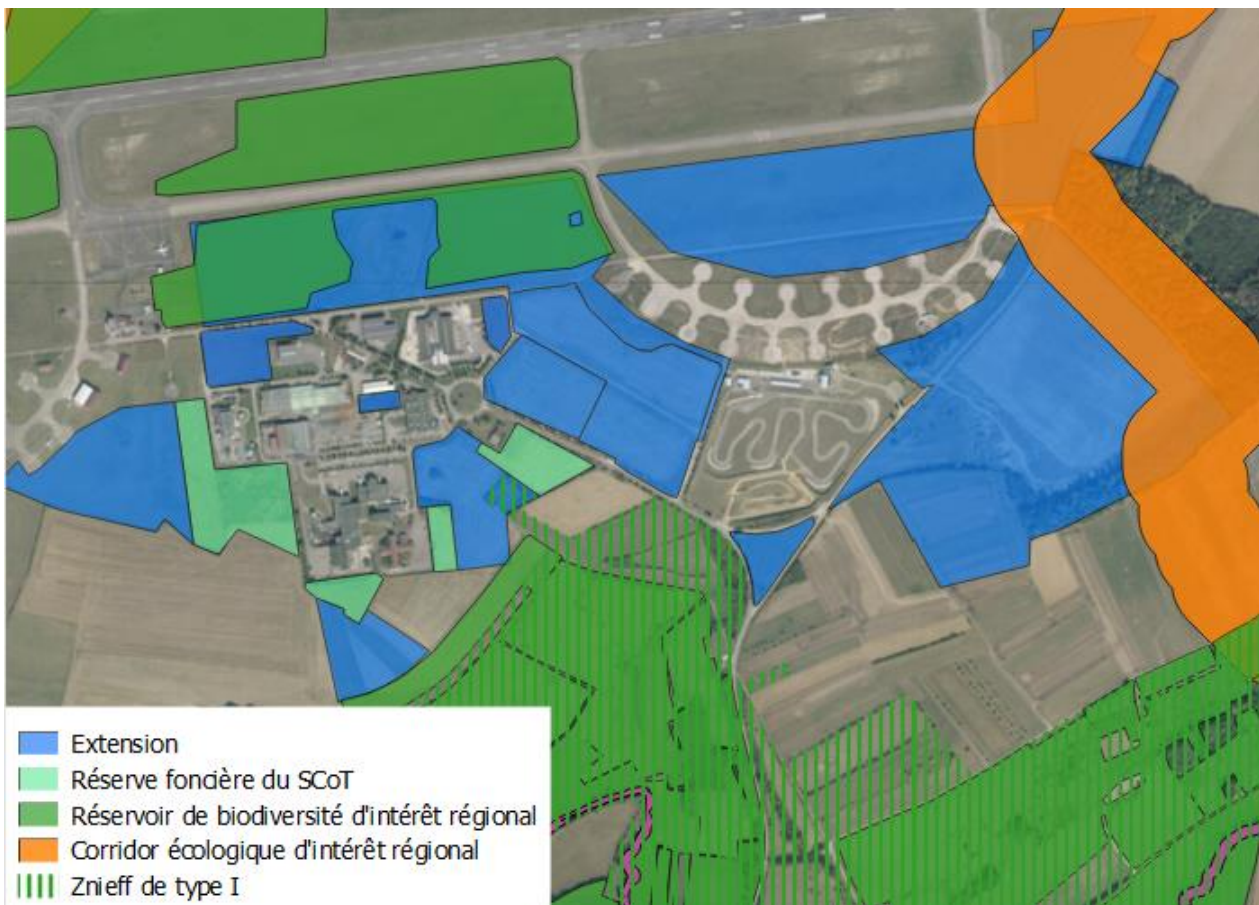 Extension
Réserve foncière du SCoT
Réservoir de biodiversité d'intérêt régional
Corridor écologique d'intérêt régional
Znieff de type I